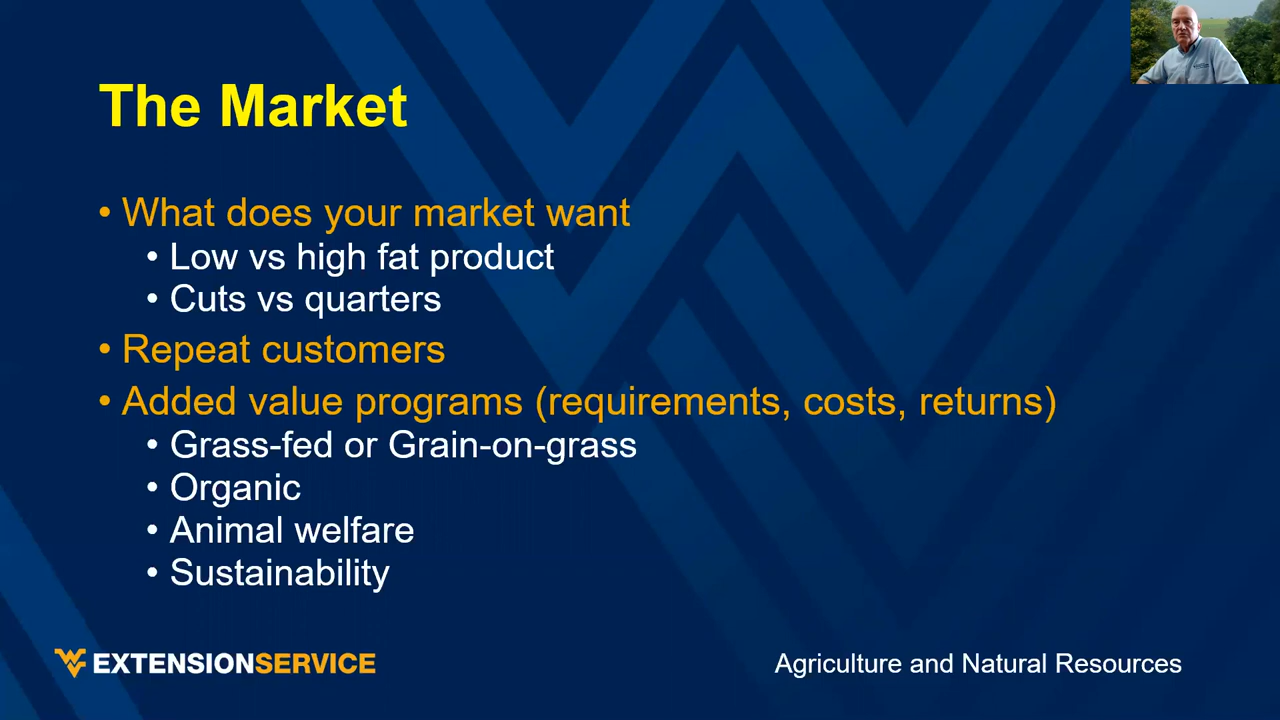 The Market
• What does your market want
• Low vs high fat product
• Cuts vs quarters
• Repeat customers
• Added value programs (requirements, costs, returns)
• Grass-fed or Grain-on-grass
• Organic
• Animal welfare
• Sustainability
EXTENSIONSERVICE
Agriculture and Natural Resources